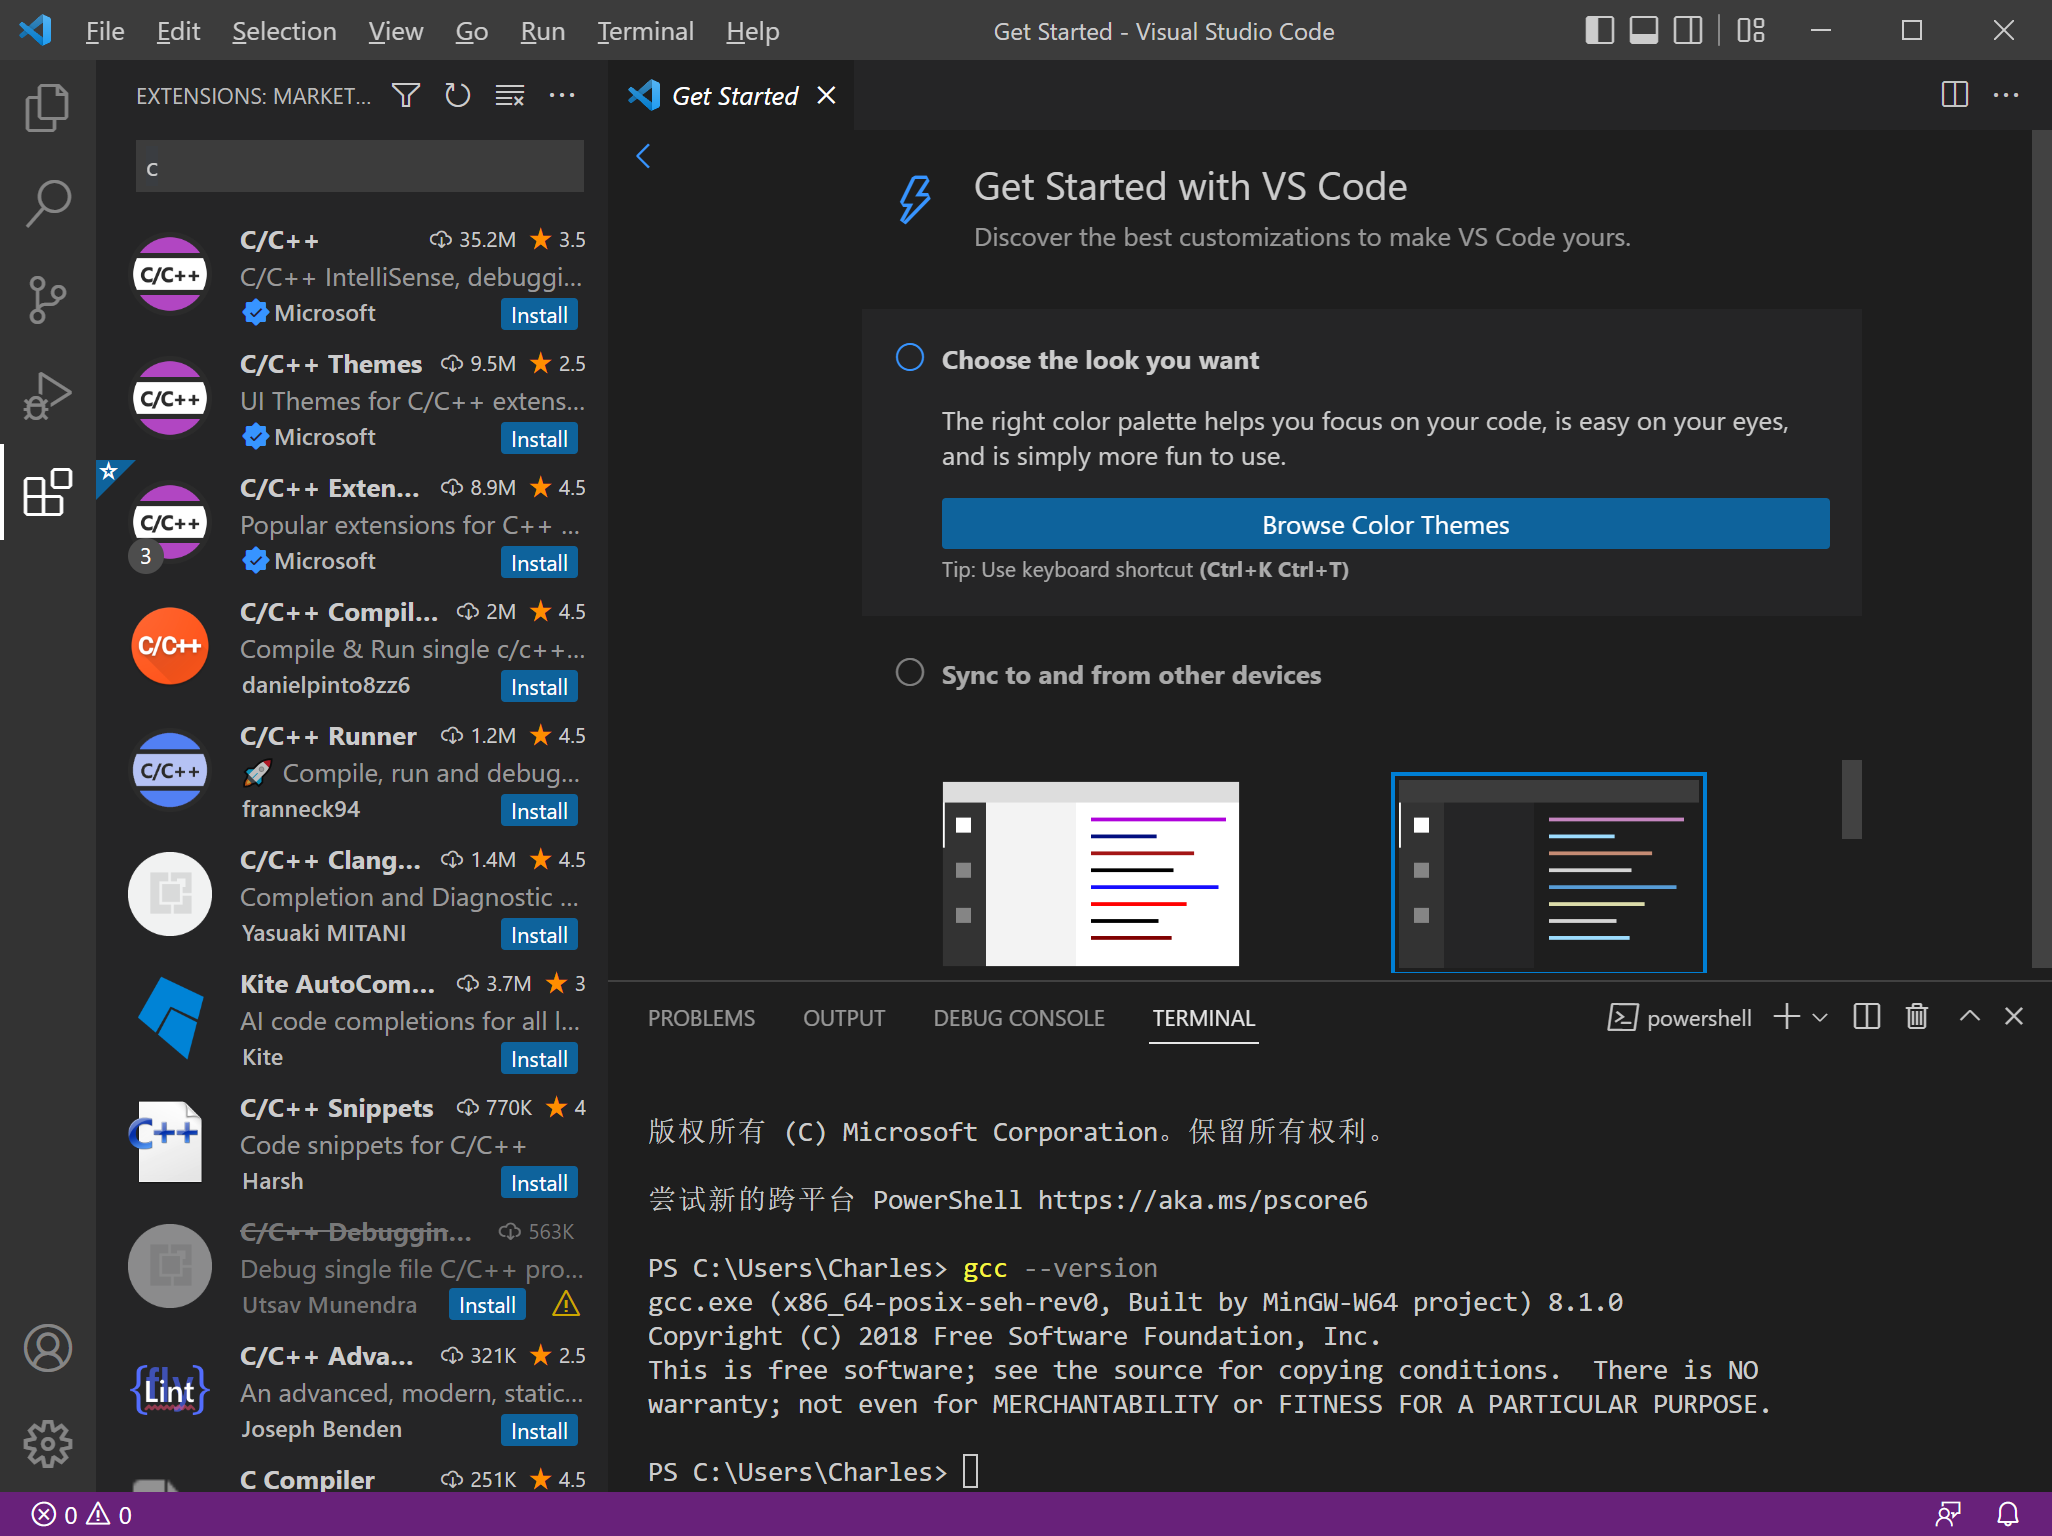 File Edit Selection View Go Run Terminal Help
Get Started - Visual Studio Code
EXTENSIONS: MARKET...
c
C/C++ 35.2M 3.5
C/C++ IntelliSense, debuggi...
Microsoft Install
C/C++ Themes 9.5M 2.5
UI Themes for C/C++ extens...
Microsoft Install
C/C++ Exten... 8.9M 4.5
Popular extensions for C++ ...
Microsoft Install
3
C/C++ Compil... 2M 4.5
Compile & Run single c/c++...
danielpinto8zz6 Install
C/C++ Runner 1.2M 4.5
🚀 Compile, run and debug...
franneck94 Install
C/C++ Clang... 1.4M 4.5
Completion and Diagnostic ...
Yasuaki MITANI Install
Kite AutoCom... 3.7M 3
AI code completions for all l...
Kite Install
C/C++ Snippets 770K 4
Code snippets for C/C++
Harsh Install
C/C++ Debuggin... 563K
Debug single file C/C++ pro...
Utsav Munendra Install
C/C++ Adva... 321K 2.5
An advanced, modern, static...
Joseph Benden Install
C Compiler 251K 4.5
C/C++
C/C++
C/C++
C/C++
C/C++
C++
{fly}
Lint
Get Started
Get Started with VS Code
Discover the best customizations to make VS Code yours.
Choose the look you want
The right color palette helps you focus on your code, is easy on your eyes,
and is simply more fun to use.
Browse Color Themes
Tip: Use keyboard shortcut (Ctrl+K Ctrl+T)
Sync to and from other devices
PROBLEMS OUTPUT DEBUG CONSOLE TERMINAL
powershell
版权所有 (C) Microsoft Corporation。保留所有权利。
尝试新的跨平台 PowerShell https://aka.ms/pscore6
PS C:\Users\Charles> gcc --version
gcc.exe (x86_64-posix-seh-rev0, Built by MinGW-W64 project) 8.1.0
Copyright (C) 2018 Free Software Foundation, Inc.
This is free software; see the source for copying conditions.  There is NO
warranty; not even for MERCHANTABILITY or FITNESS FOR A PARTICULAR PURPOSE.
PS C:\Users\Charles>
0 0